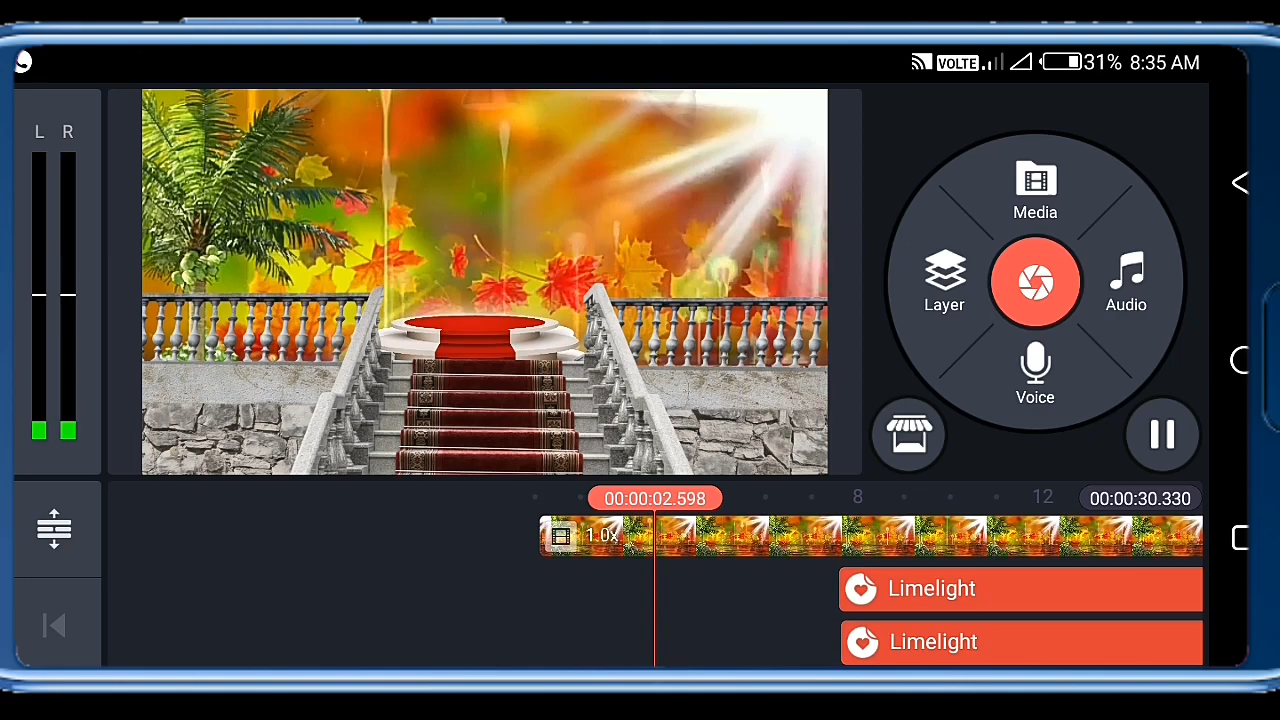 VOLTE 31% 8:35 AM
L R
Media
Layer
Audio
Voice
00:00:02.598
8
12
00:00:30.330
1.0x
Limelight
Limelight